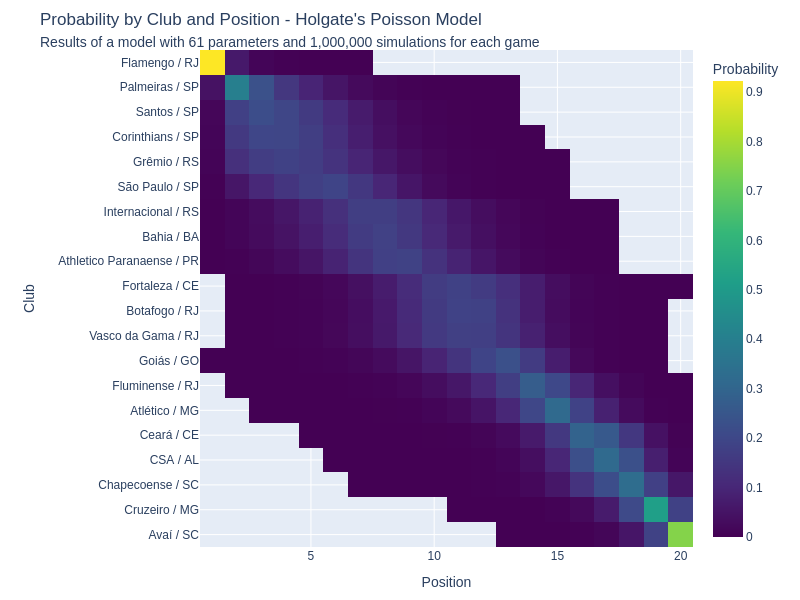 Probability by Club and Position - Holgate's Poisson Model
Results of a model with 61 parameters and 1,000,000 simulations for each game
Probability
Club
Flamengo / RJ
Palmeiras / SP
Santos / SP
Corinthians / SP
Grêmio / RS
São Paulo / SP
Internacional / RS
Bahia / BA
Athletico Paranaense / PR
Fortaleza / CE
Botafogo / RJ
Vasco da Gama / RJ
Goiás / GO
Fluminense / RJ
Atlético / MG
Ceará / CE
CSA / AL
Chapecoense / SC
Cruzeiro / MG
Avaí / SC
0.9
0.8
0.7
0.6
0.5
0.4
0.3
0.2
0.1
0
5 10 15 20
Position